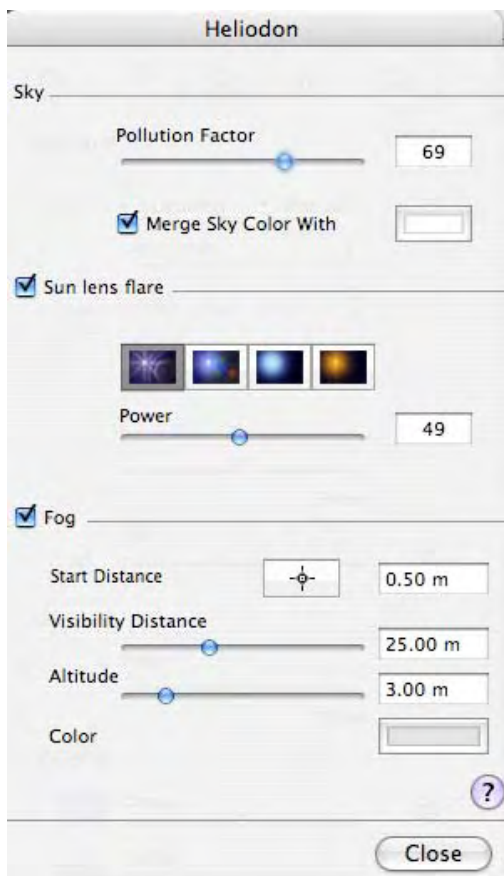 Heliodon
Sky
Pollution Factor
69
Merge Sky Color With
Sun lens flare
Power
49
Fog
Start Distance
0.50 m
Visibility Distance
25.00 m
Altitude
3.00 m
Color
?
Close